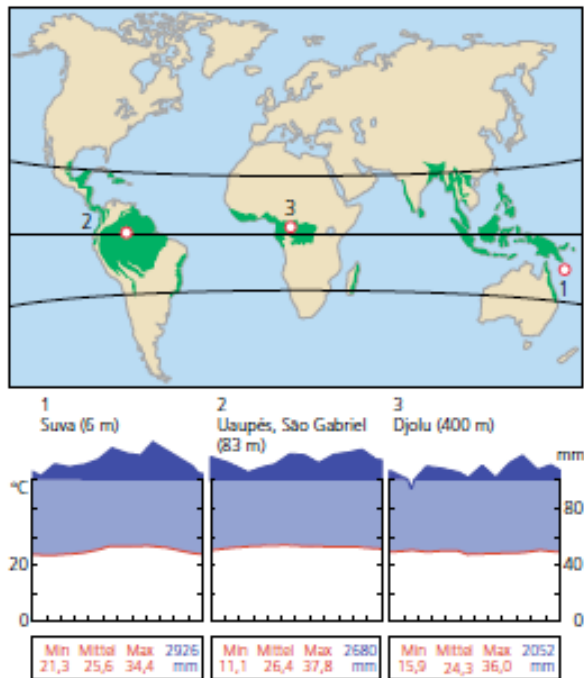 2
3
1
1
Suva (6 m)
2
Uaupés, São Gabriel
(83 m)
3
Djolu (400 m)
°C
mm
80
20
40
0
0
Min Mittel Max 2926
21,3 25,6 34,4 mm
Min Mittel Max 2680
11,1 26,4 37,8 mm
Min Mittel Max 2052
15,9 24,3 36,0 mm